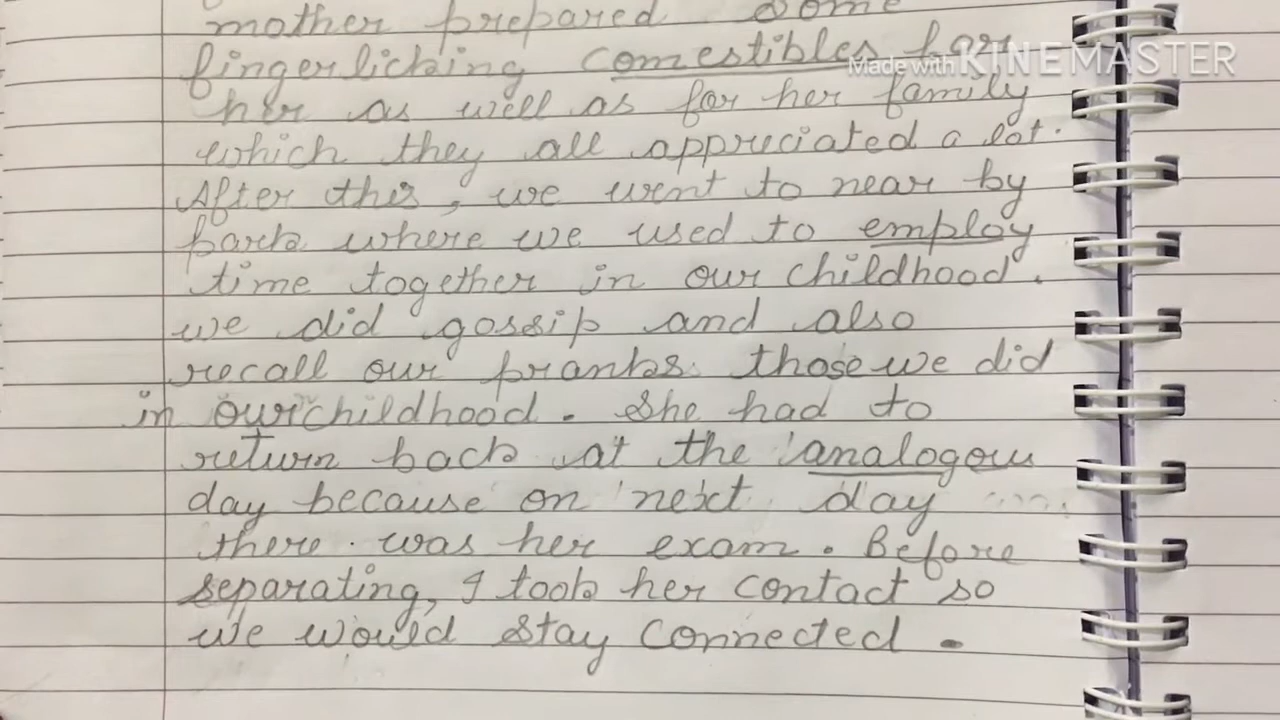 mother prepared some
fingerlicking comestibles for
Made with KINEMASTER
her as well as for her family
which they all appriciated a lot.
After this, we went to near by
park where we used to employ
time together in our childhood.
we did gossip and also
recall our pranks those we did
in our childhood. She had to
return back at the analogous
day because on next day
there was her exam. Before
separating, I took her contact so
we would stay connected.